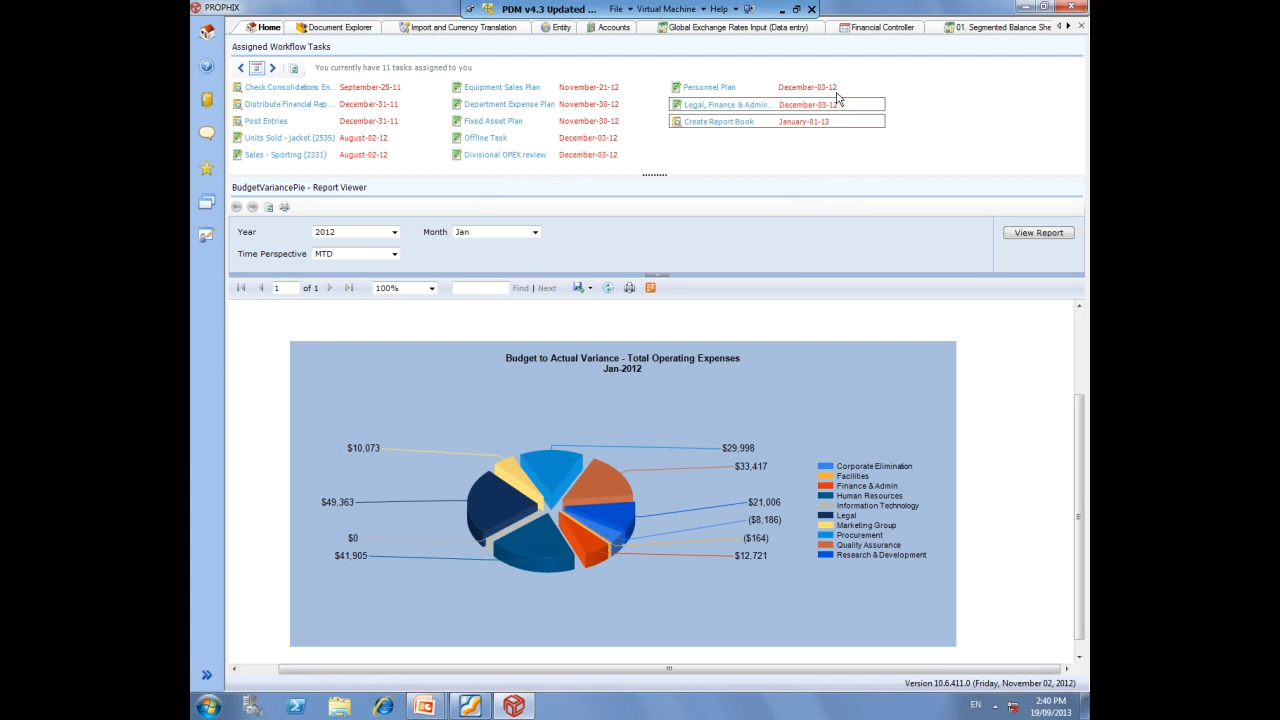 PROPHIX
PDM v4.3 Updated ... File Virtual Machine Help
Home Document Explorer Import and Currency Translation Entity Accounts Global Exchange Rates Input (Data entry) Financial Controller 01. Segmented Balance She
Assigned Workflow Tasks
You currently have 11 tasks assigned to you
Check Consolidations En... September-25-11 Equipment Sales Plan November-21-12 Personnel Plan December-03-12
Distribute Financial Rep... December-31-11 Department Expense Plan November-30-12 Legal, Finance & Admin... December-03-12
Post Entries December-31-11 Fixed Asset Plan November-30-12 Create Report Book January-01-13
Units Sold - jacket (2535) August-02-12 Offline Task December-03-12
Sales - Sporting (2331) August-02-12 Divisional OPEX review December-03-12
BudgetVariancePie - Report Viewer
Year 2012 Month Jan View Report
Time Perspective MTD
1 of 1 100% Find | Next
Budget to Actual Variance - Total Operating Expenses
Jan-2012
$10,073 $29,998
$33,417
$49,363 $21,006
($8,186)
$0 ($164)
$41,905 $12,721
Corporate Elimination
Facilities
Finance & Admin
Human Resources
Information Technology
Legal
Marketing Group
Procurement
Quality Assurance
Research & Development
Version 10.6.411.0 (Friday, November 02, 2012)
EN 2:40 PM
19/09/2013